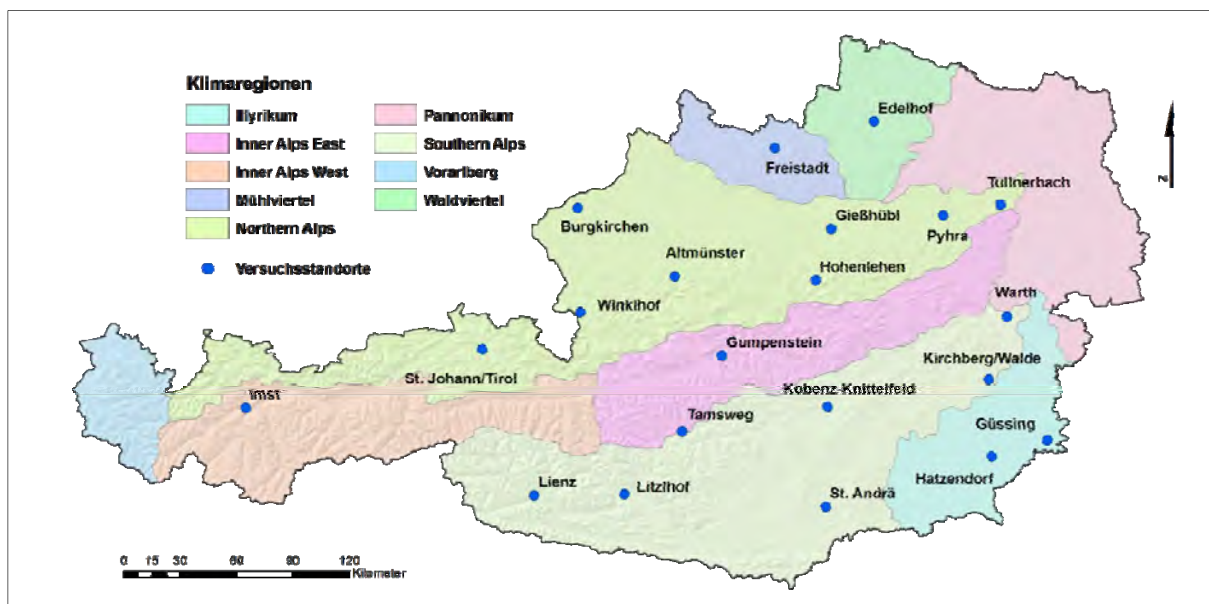 Klimaregionen
Illyrikum
Inner Alps East
Inner Alps West
Mühlviertel
Northern Alps
Pannonikum
Southern Alps
Vorarlberg
Waldviertel
Versuchsstandorte
Edelhof
Freistadt
Tullnerbach
Burgkirchen
Gießhübl
Pyhra
Altmünster
Hohenlehen
Winklhof
Warth
Gumpenstein
Kirchberg/Walde
St. Johann/Tirol
Imst
Kobenz-Knittelfeld
Tamsweg
Güssing
Hatzendorf
Lienz
Litzlhof
St. Andrä
N
0 15 30 60 90 120
Kilometer